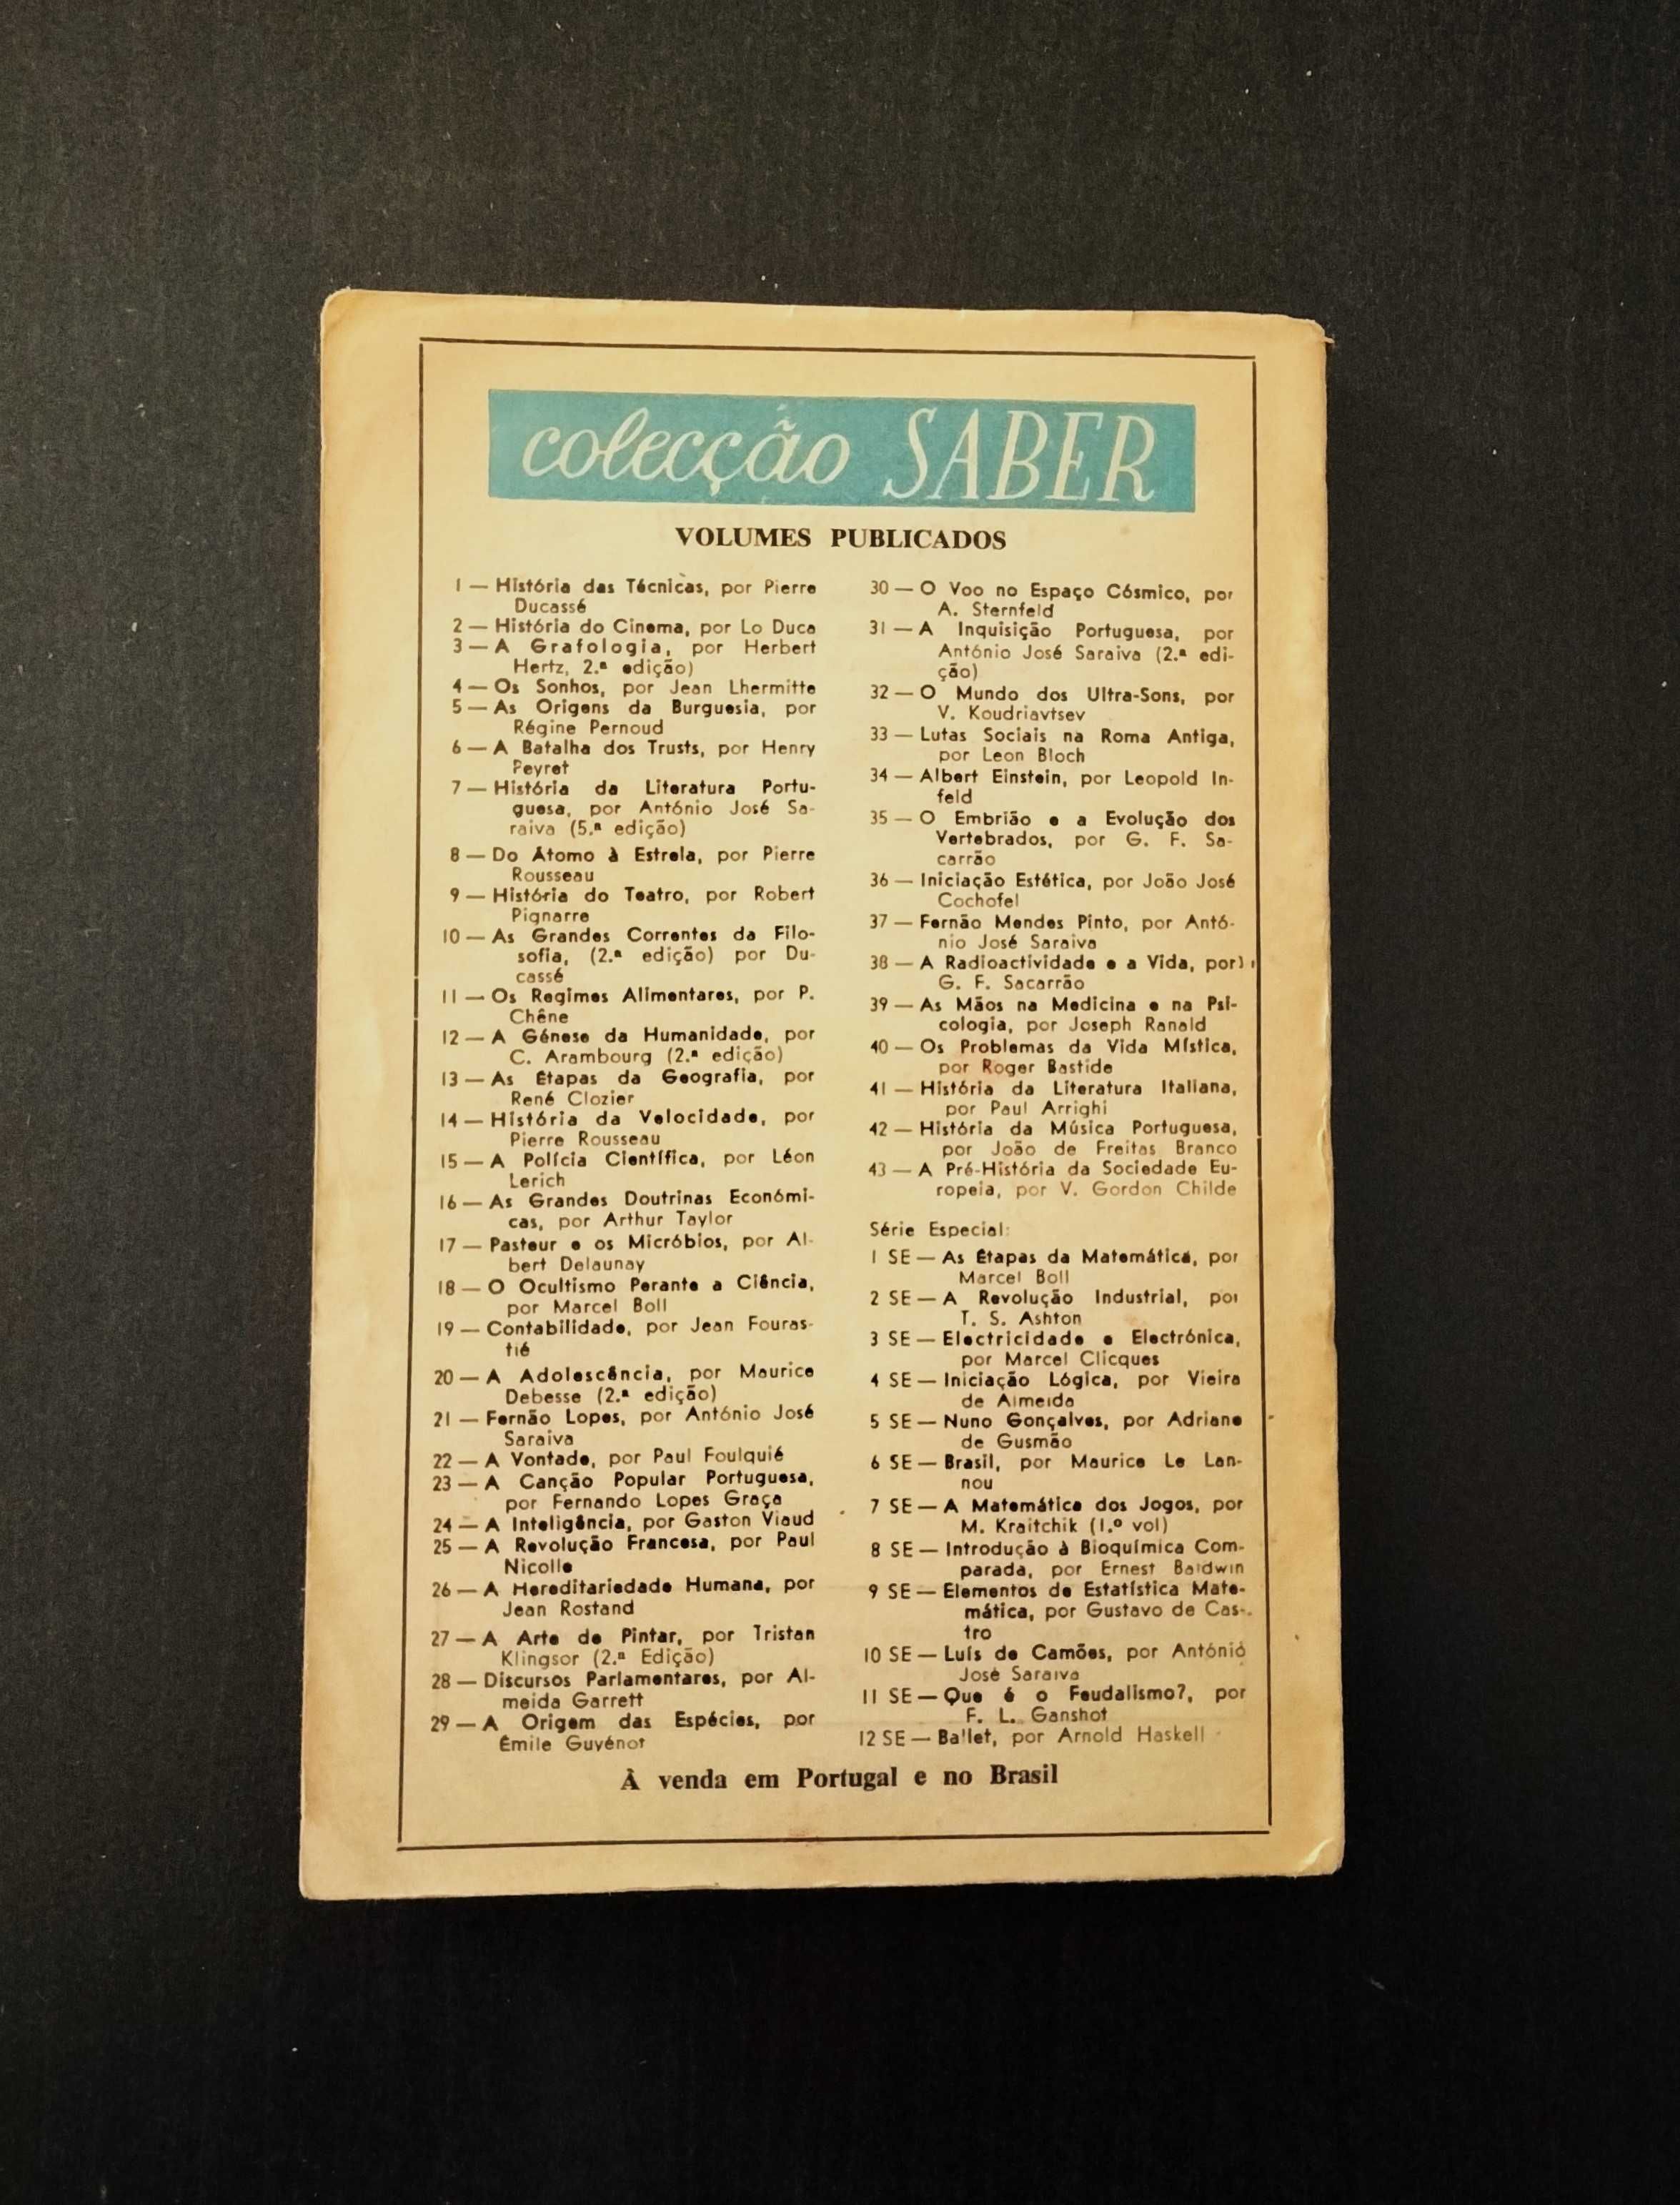 colecção SABER
VOLUMES PUBLICADOS
1 — História das Técnicas, por Pierre
Ducassé
2 — História do Cinema, por Lo Duca
3 — A Grafologia, por Herbert
Hertz, 2.ª edição)
4 — Os Sonhos, por Jean Lhermitte
5 — As Origens da Burguesia, por
Régine Pernoud
6 — A Batalha dos Trusts, por Henry
Peyret
7 — História da Literatura Portu-
guesa, por António José Sa-
raiva (5.ª edição)
8 — Do Átomo à Estrela, por Pierre
Rousseau
9 — História do Teatro, por Robert
Pignarre
10 — As Grandes Correntes da Filo-
sofia, (2.ª edição) por Du-
cassé
11 — Os Regimes Alimentares, por P.
Chêne
12 — A Génese da Humanidade, por
C. Arambourg (2.ª edição)
13 — As Étapas da Geografia, por
René Clozier
14 — História da Velocidade, por
Pierre Rousseau
15 — A Polícia Científica, por Léon
Lerich
16 — As Grandes Doutrinas Económi-
cas, por Arthur Taylor
17 — Pasteur e os Micróbios, por Al-
bert Delaunay
18 — O Ocultismo Perante a Ciência,
por Marcel Boll
19 — Contabilidade, por Jean Fouras-
tié
20 — A Adolescência, por Maurice
Debesse (2.ª edição)
21 — Fernão Lopes, por António José
Saraiva
22 — A Vontade, por Paul Foulquié
23 — A Canção Popular Portuguesa,
por Fernando Lopes Graça
24 — A Inteligência, por Gaston Viaud
25 — A Revolução Francesa, por Paul
Nicolle
26 — A Hereditariedade Humana, por
Jean Rostand
27 — A Arte de Pintar, por Tristan
Klingsor (2.ª Edição)
28 — Discursos Parlamentares, por Al-
meida Garrett
29 — A Origem das Espécies, por
Émile Guyénot
30 — O Voo no Espaço Cósmico, por
A. Sternfeld
31 — A Inquisição Portuguesa, por
António José Saraiva (2.ª edi-
ção)
32 — O Mundo dos Ultra-Sons, por
V. Koudriavtsev
33 — Lutas Sociais na Roma Antiga,
por Leon Bloch
34 — Albert Einstein, por Leopold In-
feld
35 — O Embrião e a Evolução dos
Vertebrados, por G. F. Sa-
carrão
36 — Iniciação Estética, por João José
Cochofel
37 — Fernão Mendes Pinto, por Antó-
nio José Saraiva
38 — A Radioactividade e a Vida, por
G. F. Sacarrão
39 — As Mãos na Medicina e na Psi-
cologia, por Joseph Ranald
40 — Os Problemas da Vida Mística,
por Roger Bastide
41 — História da Literatura Italiana,
por Paul Arrighi
42 — História da Música Portuguesa,
por João de Freitas Branco
43 — A Pré-História da Sociedade Eu-
ropeia, por V. Gordon Childe
Série Especial:
1 SE — As Étapas da Matemática, por
Marcel Boll
2 SE — A Revolução Industrial, por
T. S. Ashton
3 SE — Electricidade e Electrónica,
por Marcel Clicques
4 SE — Iniciação Lógica, por Vieira
de Almeida
5 SE — Nuno Gonçalves, por Adriano
de Gusmão
6 SE — Brasil, por Maurice Le Lan-
nou
7 SE — A Matemática dos Jogos, por
M. Kraitchik (1.º vol)
8 SE — Introdução à Bioquímica Com-
parada, por Ernest Baldwin
9 SE — Elementos de Estatística Mate-
mática, por Gustavo de Cas-
tro
10 SE — Luís de Camões, por António
José Saraiva
11 SE — Que é o Feudalismo?, por
F. L. Ganshot
12 SE — Ballet, por Arnold Haskell
À venda em Portugal e no Brasil